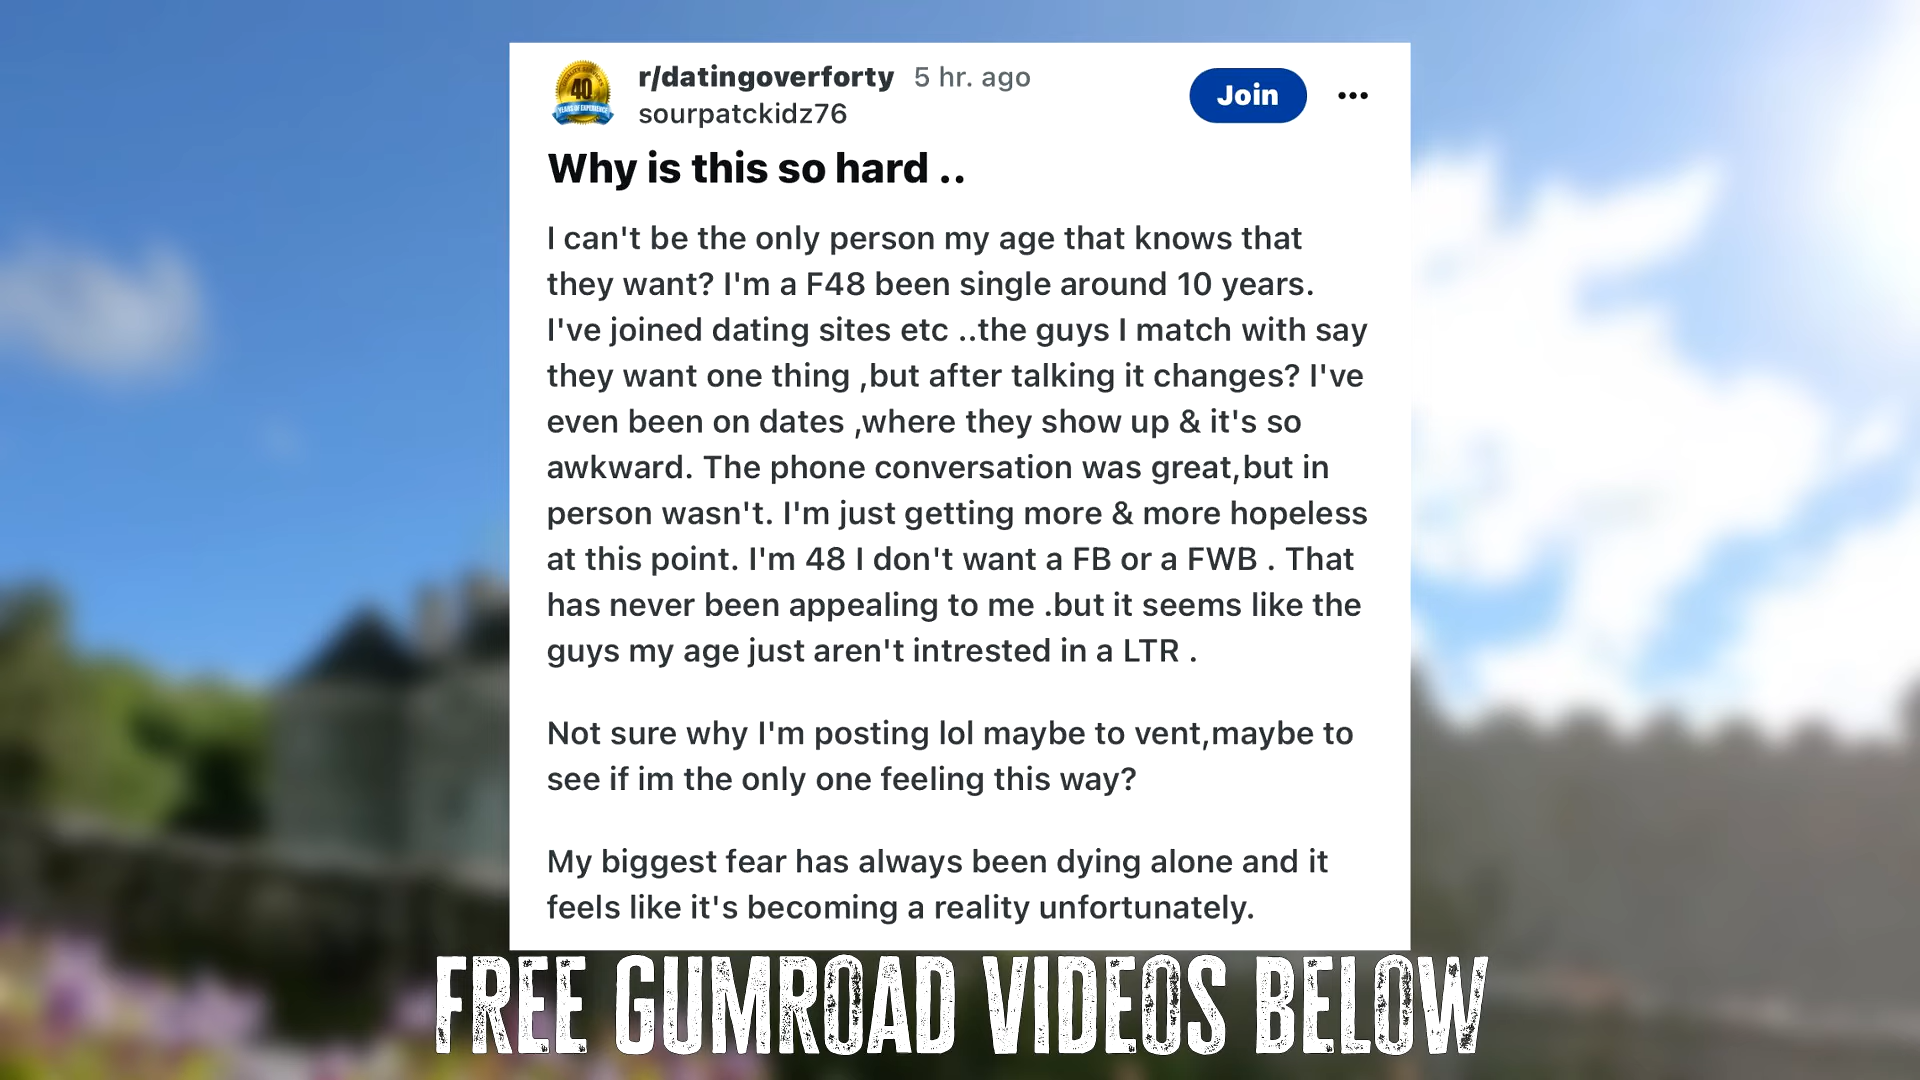 r/datingoverforty 5 hr. ago
sourpatckidz76
Join
40
YEARS OF EXPERIENCE
Why is this so hard ..
I can't be the only person my age that knows that
they want? I'm a F48 been single around 10 years.
I've joined dating sites etc ..the guys I match with say
they want one thing ,but after talking it changes? I've
even been on dates ,where they show up & it's so
awkward. The phone conversation was great,but in
person wasn't. I'm just getting more & more hopeless
at this point. I'm 48 I don't want a FB or a FWB . That
has never been appealing to me .but it seems like the
guys my age just aren't intrested in a LTR .
Not sure why I'm posting lol maybe to vent,maybe to
see if im the only one feeling this way?
My biggest fear has always been dying alone and it
feels like it's becoming a reality unfortunately.
FREE GUMROAD VIDEOS BELOW